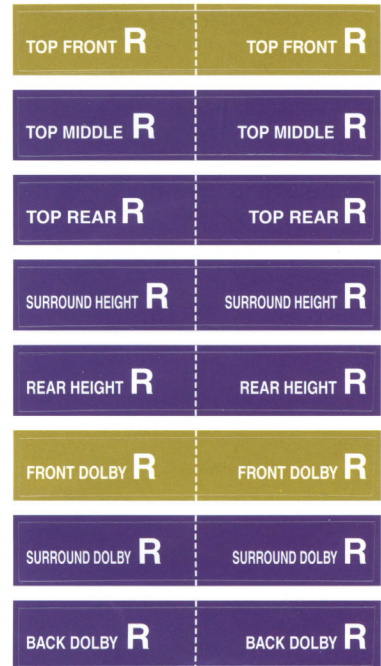 TOP FRONT R TOP FRONT R
TOP MIDDLE R TOP MIDDLE R
TOP REAR R TOP REAR R
SURROUND HEIGHT R SURROUND HEIGHT R
REAR HEIGHT R REAR HEIGHT R
FRONT DOLBY R FRONT DOLBY R
SURROUND DOLBY R SURROUND DOLBY R
BACK DOLBY R BACK DOLBY R